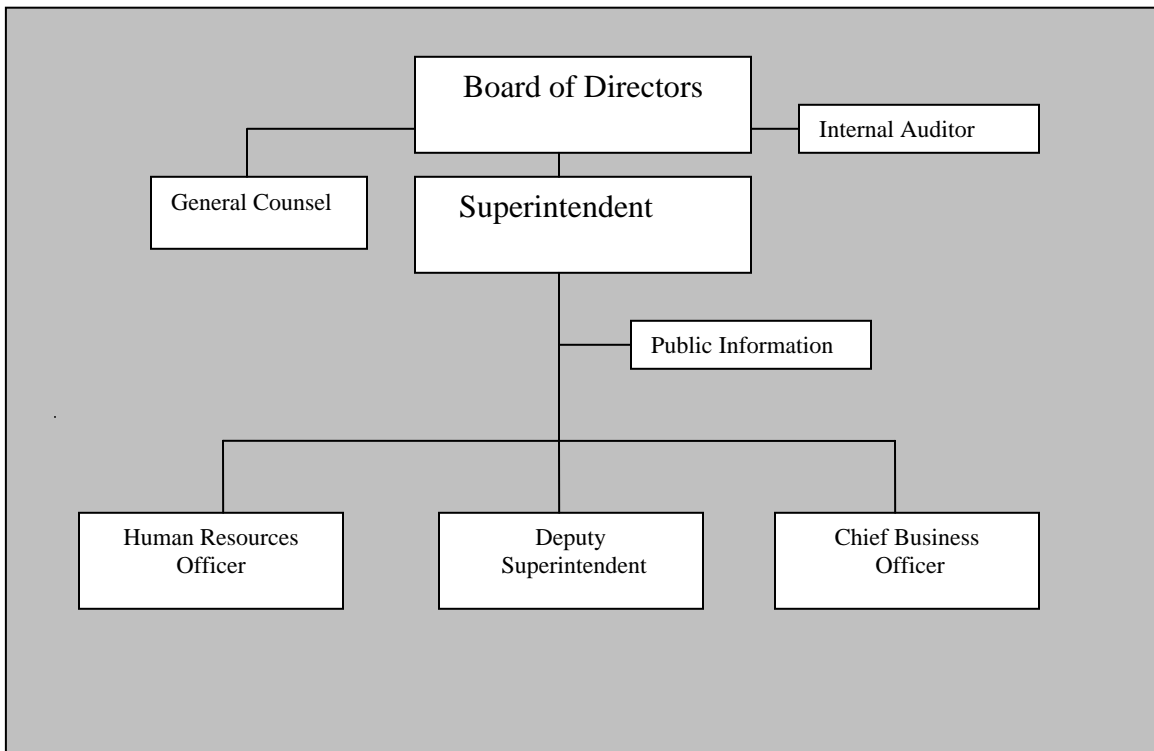 Board of Directors
Internal Auditor
General Counsel
Superintendent
Public Information
Human Resources
Officer
Deputy
Superintendent
Chief Business
Officer